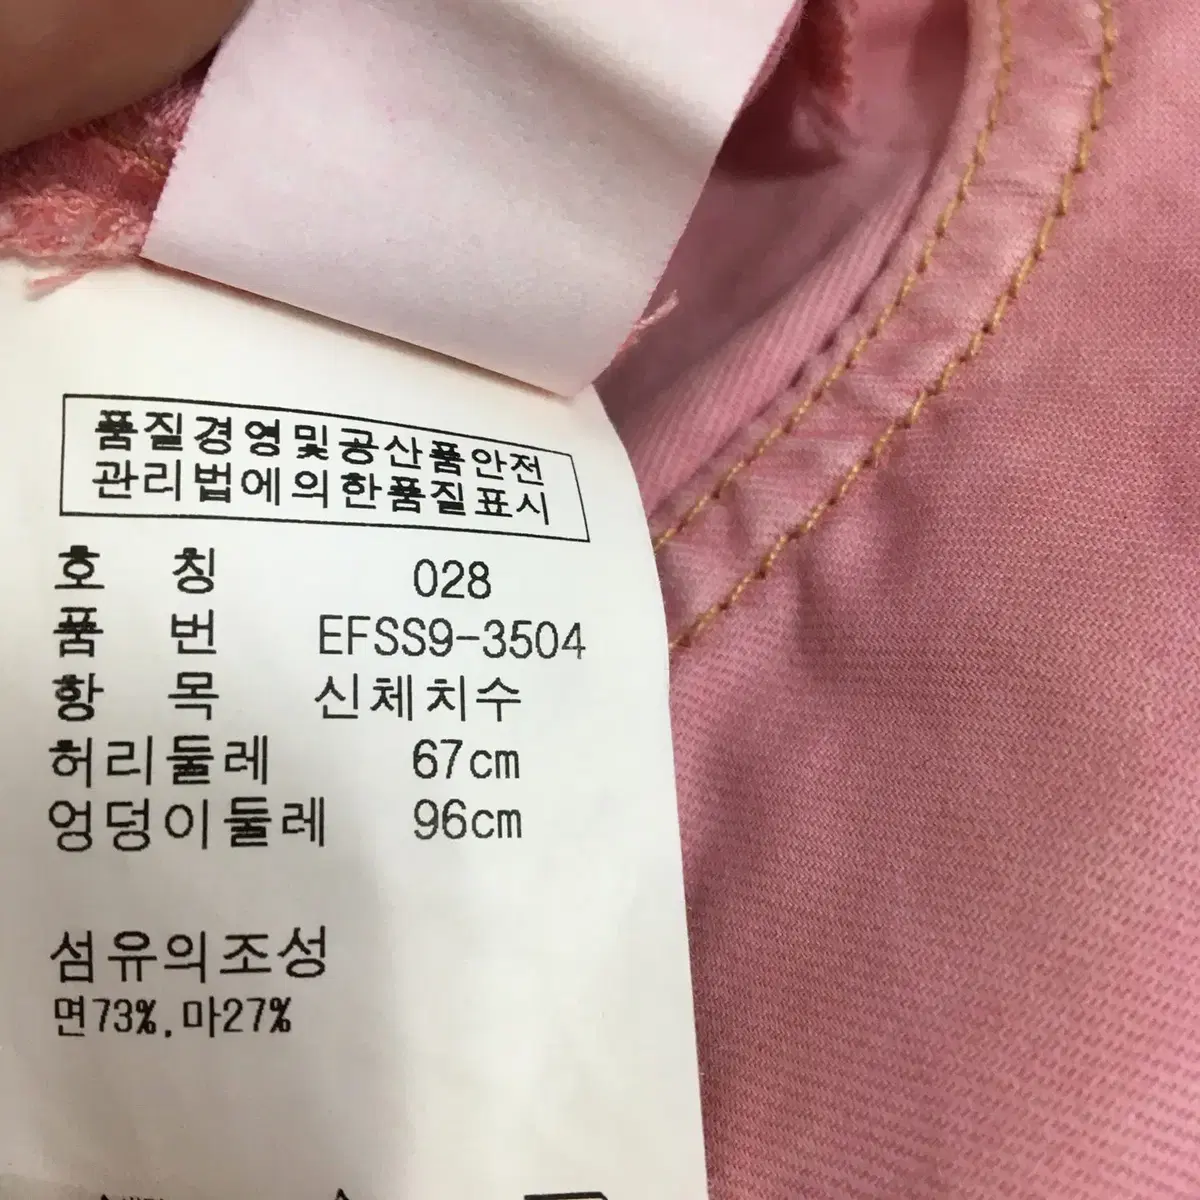 품질경영및공산품안전
관리법에의한품질표시
호 칭 028
품 번 EFSS9-3504
항 목 신체치수
허리둘레 67cm
엉덩이둘레 96cm
섬유의조성
면73%,마27%